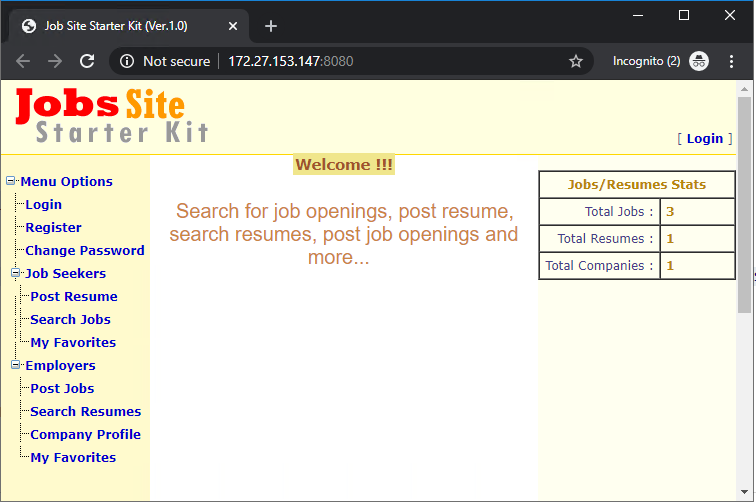 Job Site Starter Kit (Ver.1.0)
Not secure
172.27.153.147:8080
Incognito (2)
Jobs Site
Starter Kit
[ Login ]
Welcome !!!
Menu Options
Login
Register
Change Password
Job Seekers
Post Resume
Search Jobs
My Favorites
Employers
Post Jobs
Search Resumes
Company Profile
My Favorites
Search for job openings, post resume,
search resumes, post job openings and
more...
Jobs/Resumes Stats
Total Jobs : 3
Total Resumes : 1
Total Companies : 1